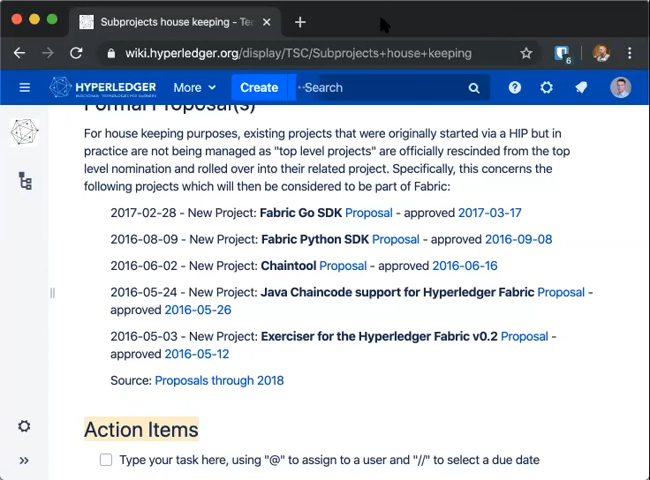 Subprojects house keeping - Te
wiki.hyperledger.org/display/TSC/Subprojects+house+keeping
6
HYPERLEDGER
More
Create
Search
Formal Proposal(s)
For house keeping purposes, existing projects that were originally started via a HIP but in
practice are not being managed as "top level projects" are officially rescinded from the top
level nomination and rolled over into their related project. Specifically, this concerns the
following projects which will then be considered to be part of Fabric:
2017-02-28 - New Project: Fabric Go SDK Proposal - approved 2017-03-17
2016-08-09 - New Project: Fabric Python SDK Proposal - approved 2016-09-08
2016-06-02 - New Project: Chaintool Proposal - approved 2016-06-16
2016-05-24 - New Project: Java Chaincode support for Hyperledger Fabric Proposal -
approved 2016-05-26
2016-05-03 - New Project: Exerciser for the Hyperledger Fabric v0.2 Proposal -
approved 2016-05-12
Source: Proposals through 2018
Action Items
Type your task here, using "@" to assign to a user and "//" to select a due date